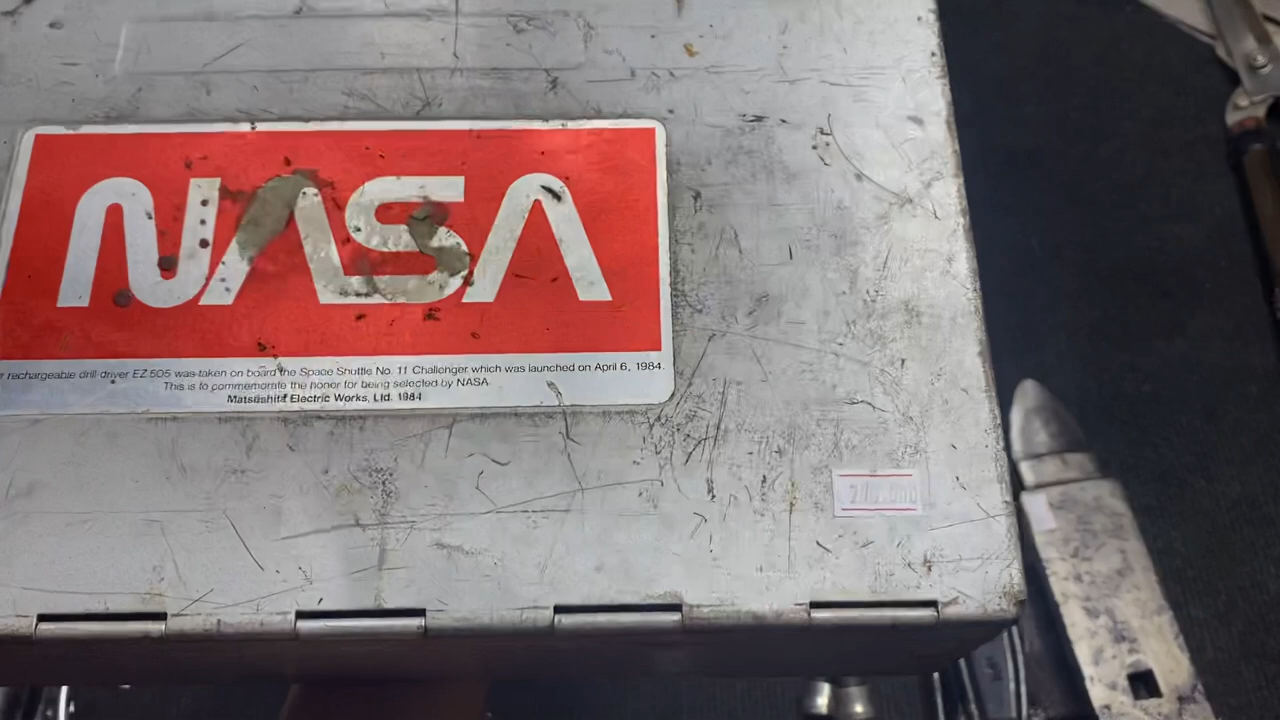 NASA
r rechargeable drill driver EZ 505 was taken on board the Space Shuttle No. 11 Challenger which was launched on April 6, 1984.
This is to commemorate the honor for being selected by NASA.
Matsushita Electric Works, Ltd. 1984